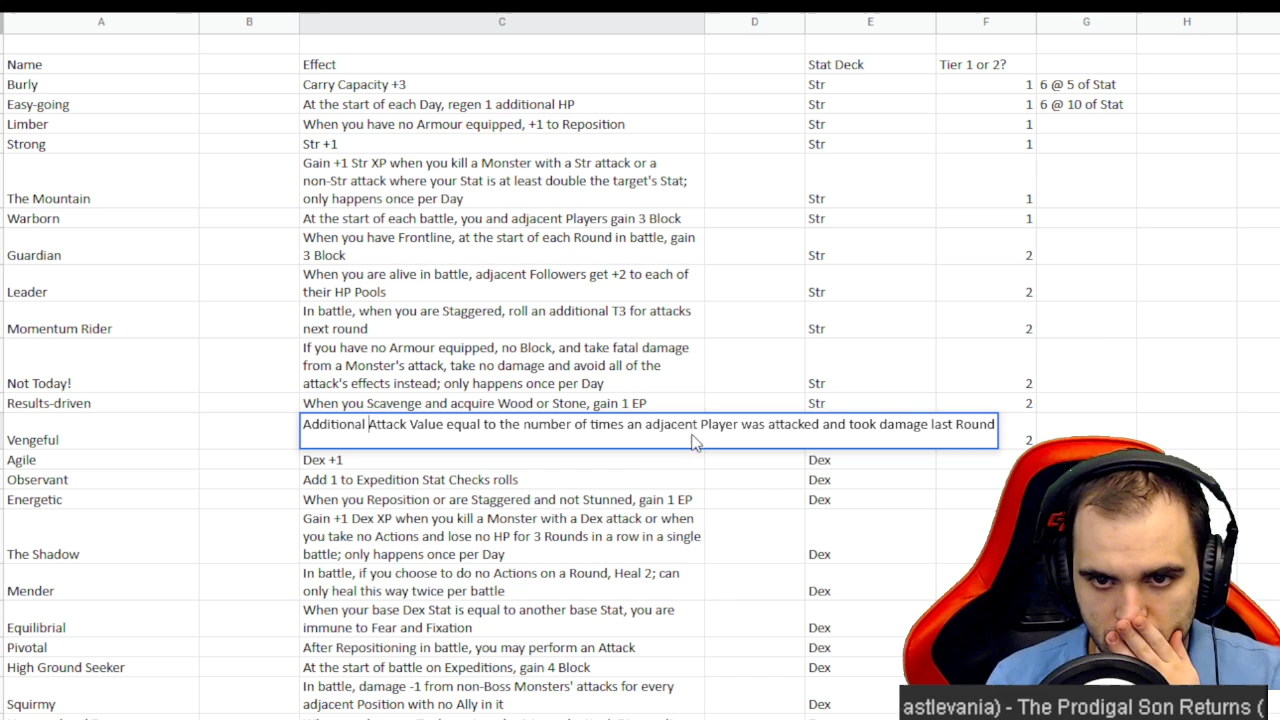 A B C D E F G H
Name Effect Stat Deck Tier 1 or 2?
Burly Carry Capacity +3 Str 1 6 @ 5 of Stat
Easy-going At the start of each Day, regen 1 additional HP Str 1 6 @ 10 of Stat
Limber When you have no Armour equipped, +1 to Reposition Str 1
Strong Str +1 Str 1
Gain +1 Str XP when you kill a Monster with a Str attack or a
non-Str attack where your Stat is at least double the target's Stat;
The Mountain only happens once per Day Str 1
Warborn At the start of each battle, you and adjacent Players gain 3 Block Str 1
When you have Frontline, at the start of each Round in battle, gain
Guardian 3 Block Str 2
When you are alive in battle, adjacent Followers get +2 to each of
Leader their HP Pools Str 2
In battle, when you are Staggered, roll an additional T3 for attacks
Momentum Rider next round Str 2
If you have no Armour equipped, no Block, and take fatal damage
from a Monster's attack, take no damage and avoid all of the
Not Today! attack's effects instead; only happens once per Day Str 2
Results-driven When you Scavenge and acquire Wood or Stone, gain 1 EP Str 2
Additional Attack Value equal to the number of times an adjacent Player was attacked and took damage last Round
Vengeful 2
Agile Dex +1 Dex
Observant Add 1 to Expedition Stat Checks rolls Dex
Energetic When you Reposition or are Staggered and not Stunned, gain 1 EP Dex
Gain +1 Dex XP when you kill a Monster with a Dex attack or when
you take no Actions and lose no HP for 3 Rounds in a row in a single
The Shadow battle; only happens once per Day Dex
In battle, if you choose to do no Actions on a Round, Heal 2; can
Mender only heal this way twice per battle Dex
When your base Dex Stat is equal to another base Stat, you are
Equilibrial immune to Fear and Fixation Dex
Pivotal After Repositioning in battle, you may perform an Attack Dex
High Ground Seeker At the start of battle on Expeditions, gain 4 Block Dex
In battle, damage -1 from non-Boss Monsters' attacks for every
Squirmy adjacent Position with no Ally in it Dex
astlevania) - The Prodigal Son Returns (